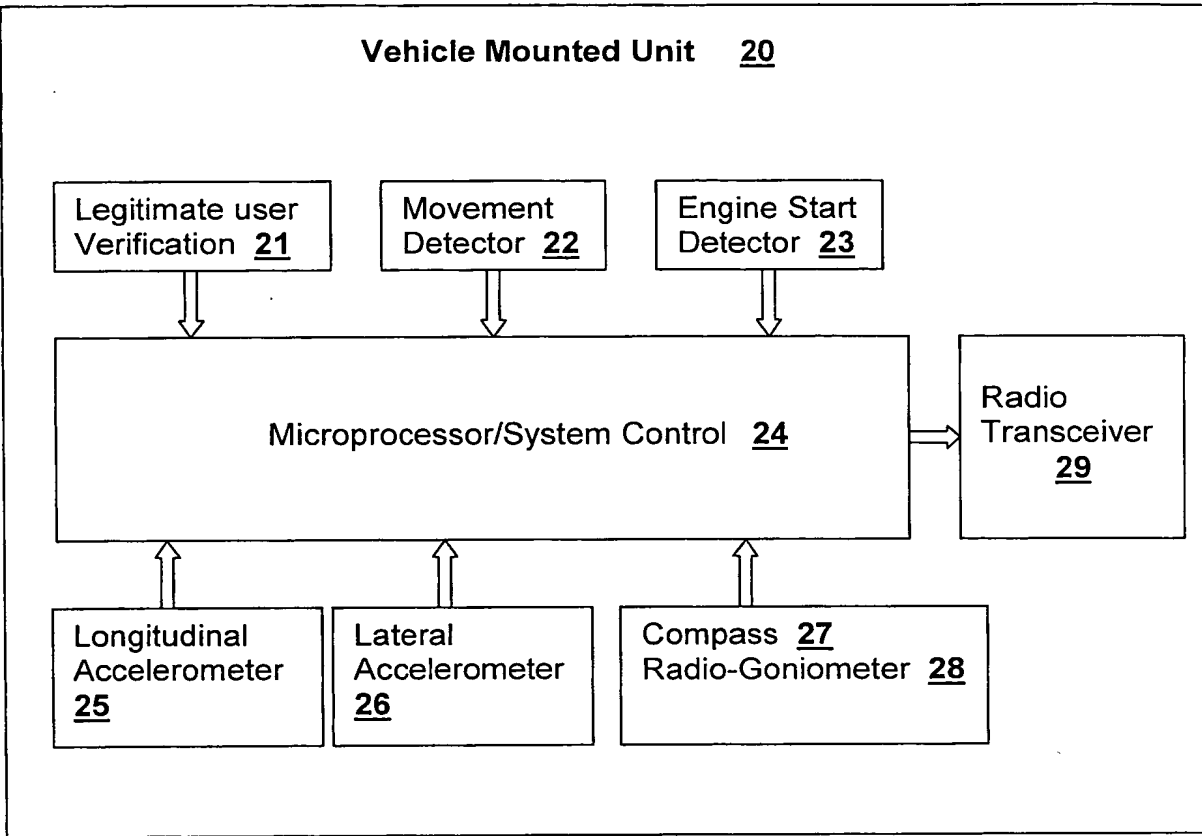 Vehicle Mounted Unit 20
Legitimate user
Verification 21
Movement
Detector 22
Engine Start
Detector 23
Microprocessor/System Control 24
Radio
Transceiver
29
Longitudinal
Accelerometer
25
Lateral
Accelerometer
26
Compass 27
Radio-Goniometer 28